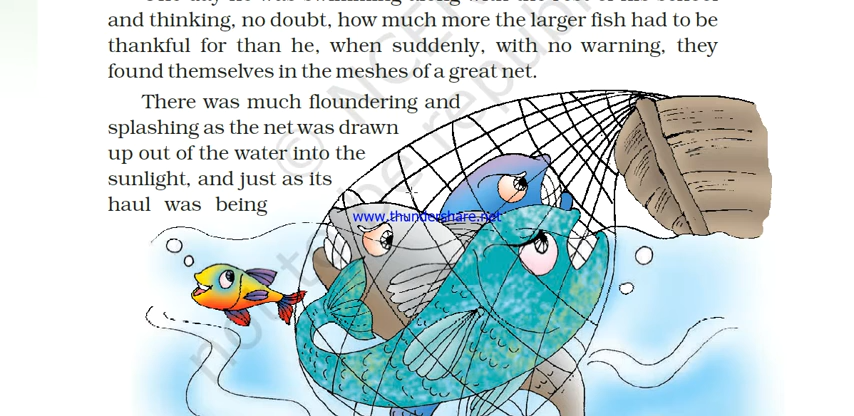 and thinking, no doubt, how much more the larger fish had to be
thankful for than he, when suddenly, with no warning, they
found themselves in the meshes of a great net.
There was much floundering and
splashing as the net was drawn
up out of the water into the
sunlight, and just as its
haul was being
www.thundershare.net